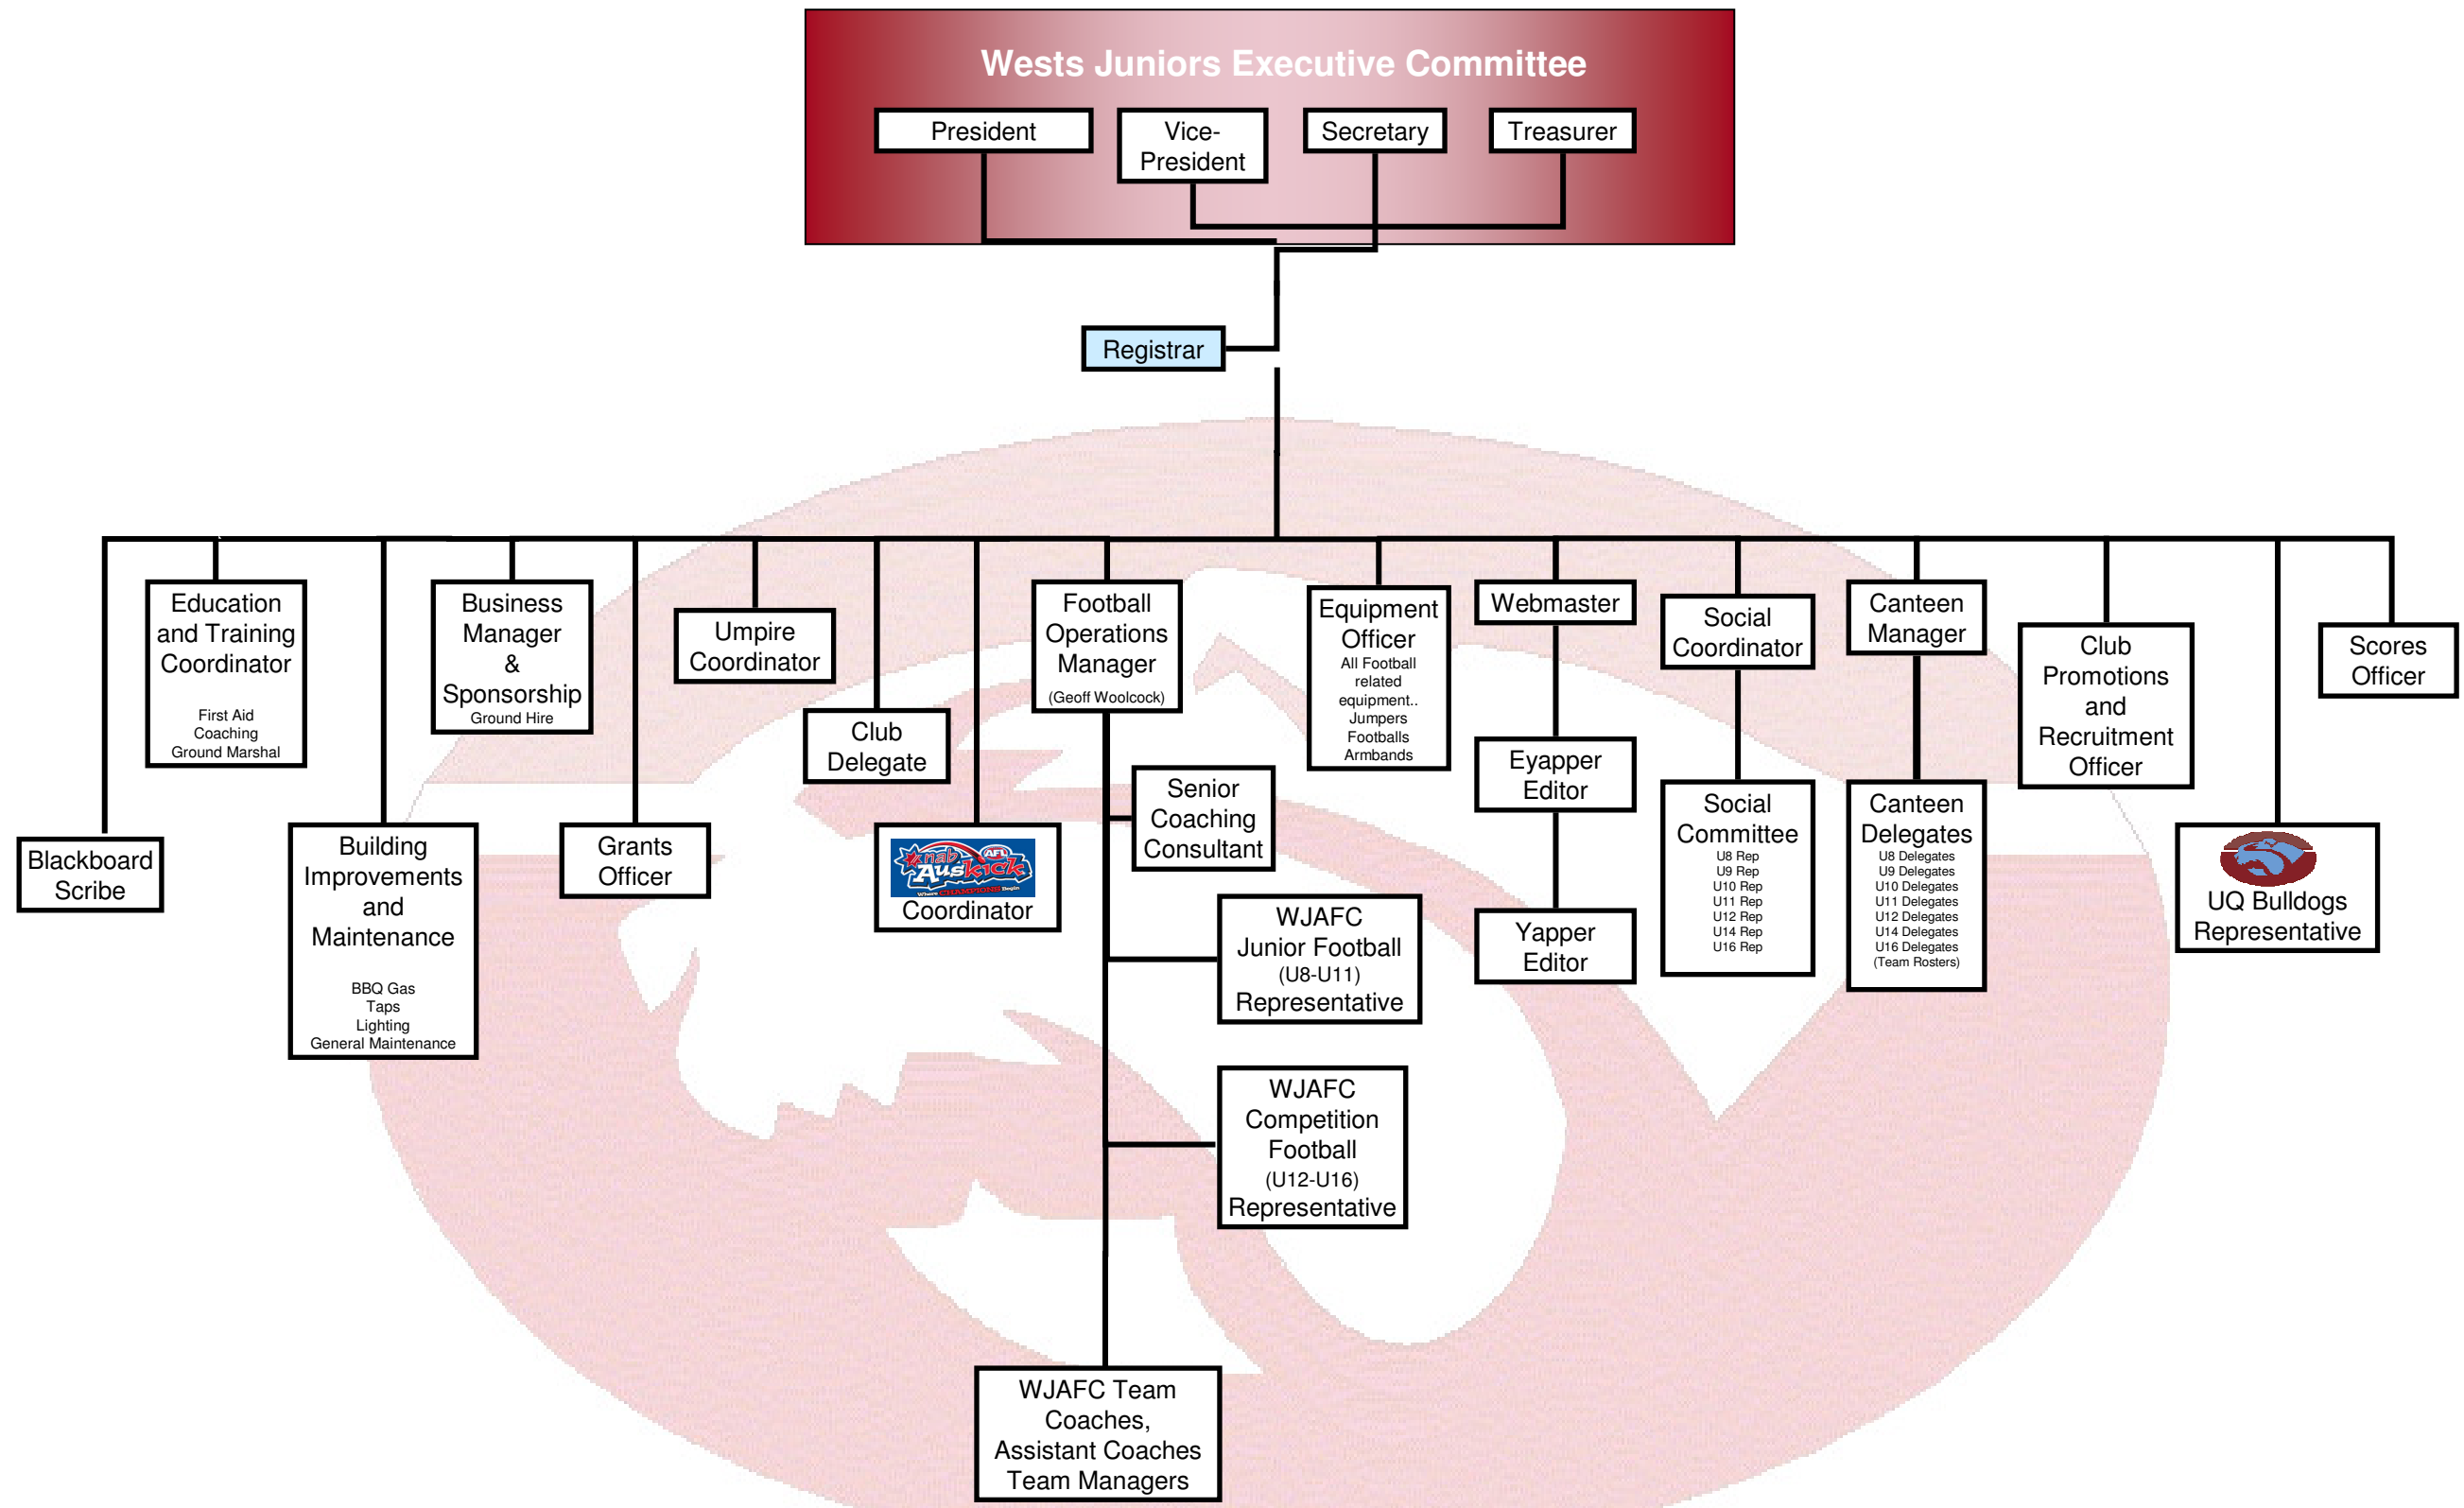 Wests Juniors Executive Committee
President
Vice-
President
Secretary
Treasurer
Registrar
Education
and Training
Coordinator
First Aid
Coaching
Ground Marshal
Business
Manager
&
Sponsorship
Ground Hire
Umpire
Coordinator
Club
Delegate
Football
Operations
Manager
(Geoff Woolcock)
Equipment
Officer
All Football
related
equipment..
Jumpers
Footballs
Armbands
Webmaster
Social
Coordinator
Canteen
Manager
Club
Promotions
and
Recruitment
Officer
Scores
Officer
Blackboard
Scribe
Building
Improvements
and
Maintenance
BBQ Gas
Taps
Lighting
General Maintenance
Grants
Officer
nab
AFL
Auskick
Where CHAMPIONS Begin
Coordinator
Senior
Coaching
Consultant
Eyapper
Editor
Yapper
Editor
Social
Committee
U8 Rep
U9 Rep
U10 Rep
U11 Rep
U12 Rep
U14 Rep
U16 Rep
Canteen
Delegates
U8 Delegates
U9 Delegates
U10 Delegates
U11 Delegates
U12 Delegates
U14 Delegates
U16 Delegates
(Team Rosters)
UQ Bulldogs
Representative
WJAFC
Junior Football
(U8-U11)
Representative
WJAFC
Competition
Football
(U12-U16)
Representative
WJAFC Team
Coaches,
Assistant Coaches
Team Managers